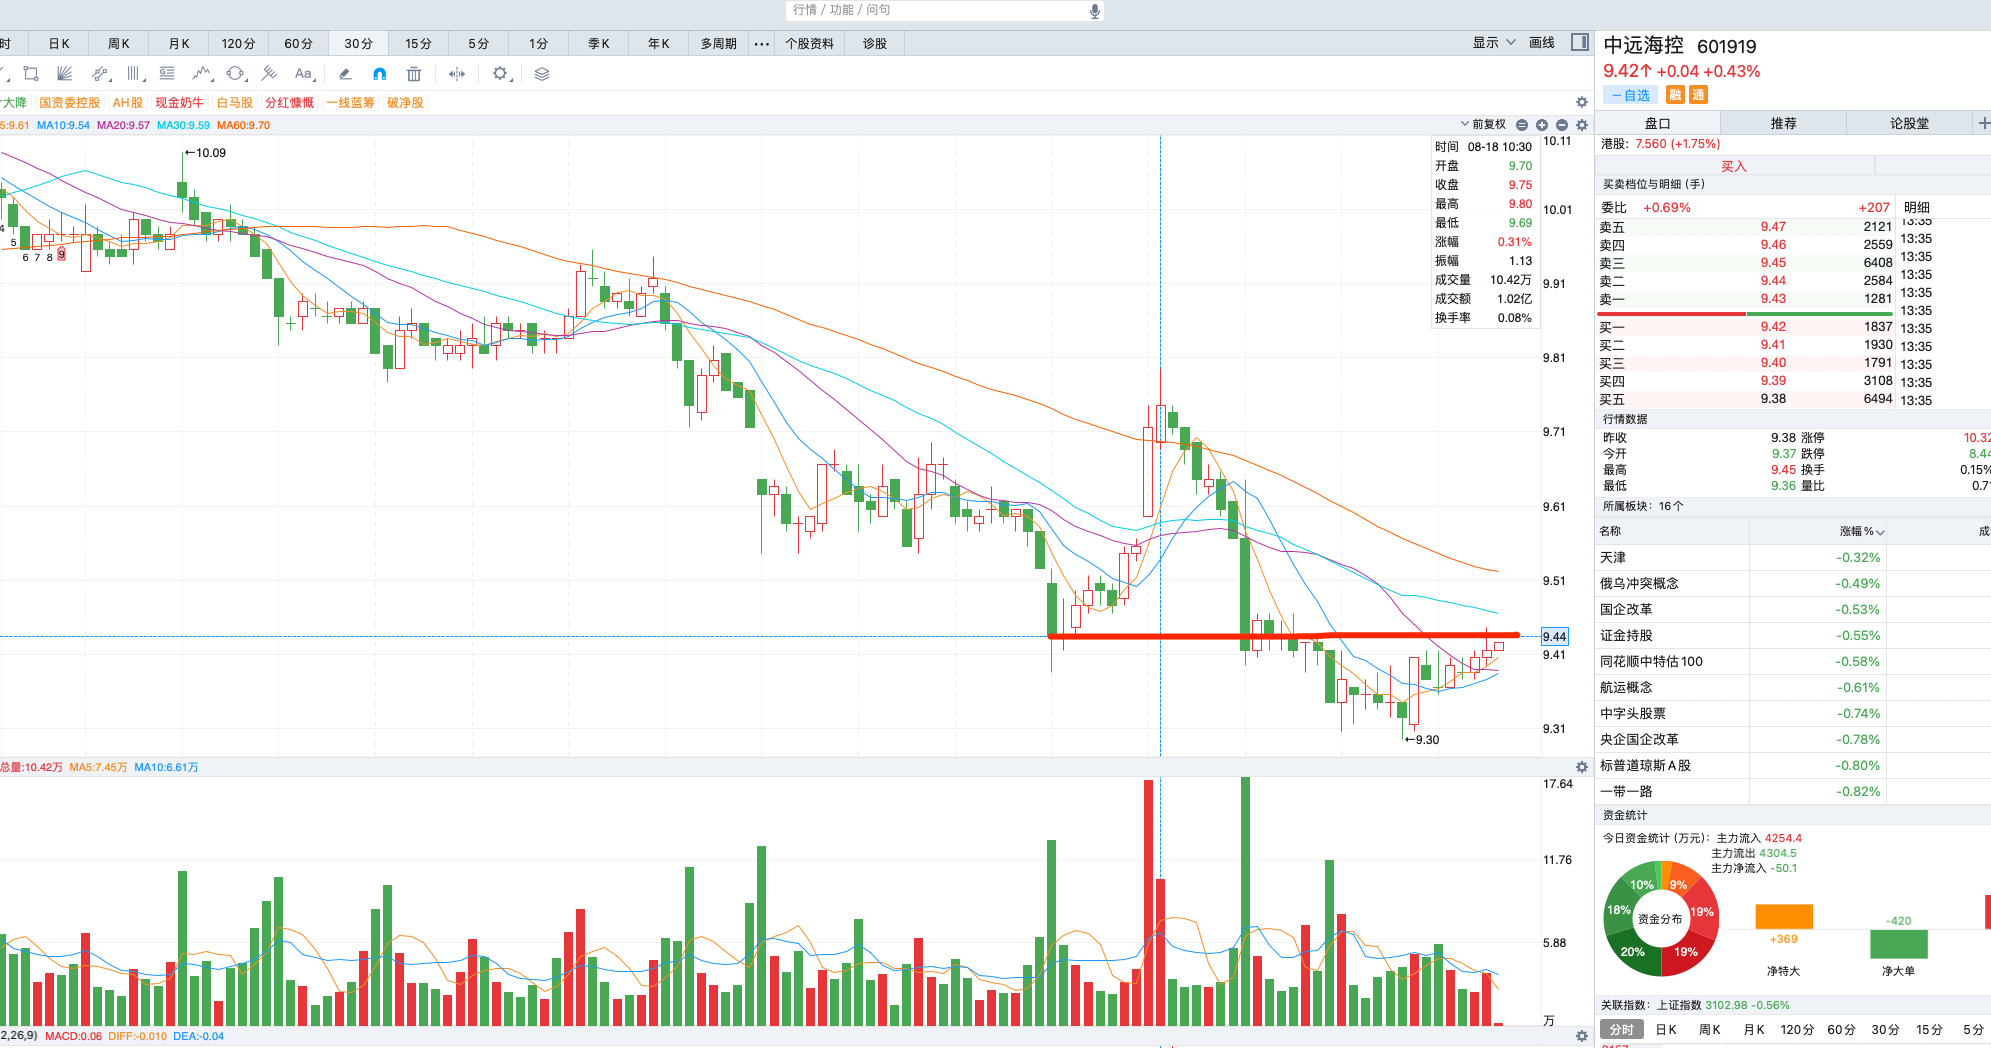 行情 / 功能 / 问句
时 日K 周K 月K 120分 60分 30分 15分 5分 1分 季K 年K 多周期 ••• 个股资料 诊股 显示 画线
Aa
大降 国资委控股 AH股 现金奶牛 白马股 分红慷慨 一线蓝筹 破净股
5:9.61 MA10:9.54 MA20:9.57 MA30:9.59 MA60:9.70 前复权
←10.09
4
5
6 7 8 9
←9.30
时间 08-18 10:30
开盘 9.70
收盘 9.75
最高 9.80
最低 9.69
涨幅 0.31%
振幅 1.13
成交量 10.42万
成交额 1.02亿
换手率 0.08%
10.11
10.01
9.91
9.81
9.71
9.61
9.51
9.44
9.41
9.31
总量:10.42万 MA5:7.45万 MA10:6.61万
17.64
11.76
5.88
万
2,26,9) MACD:0.06 DIFF:-0.010 DEA:-0.04
中远海控 601919
9.42↑ +0.04 +0.43%
－自选 融 通
盘口 推荐 论股堂
港股: 7.560 (+1.75%)
买入
买卖档位与明细 (手)
委比 +0.69% +207 明细
卖五 9.47 2121
卖四 9.46 2559
卖三 9.45 6408
卖二 9.44 2584
卖一 9.43 1281
买一 9.42 1837
买二 9.41 1930
买三 9.40 1791
买四 9.39 3108
买五 9.38 6494
13:35
13:35
13:35
13:35
13:35
13:35
13:35
13:35
13:35
13:35
13:35
行情数据
昨收 9.38 涨停 10.32
今开 9.37 跌停 8.44
最高 9.45 换手 0.15%
最低 9.36 量比 0.71
所属板块: 16个
名称 涨幅% 成
天津 -0.32%
俄乌冲突概念 -0.49%
国企改革 -0.53%
证金持股 -0.55%
同花顺中特估100 -0.58%
航运概念 -0.61%
中字头股票 -0.74%
央企国企改革 -0.78%
标普道琼斯A股 -0.80%
一带一路 -0.82%
资金统计
今日资金统计 (万元): 主力流入 4254.4
主力流出 4304.5
主力净流入 -50.1
10% 9%
18% 资金分布 19%
20% 19%
+369
净特大
-420
净大单
关联指数: 上证指数 3102.98 -0.56%
分时 日K 周K 月K 120分 60分 30分 15分 5分